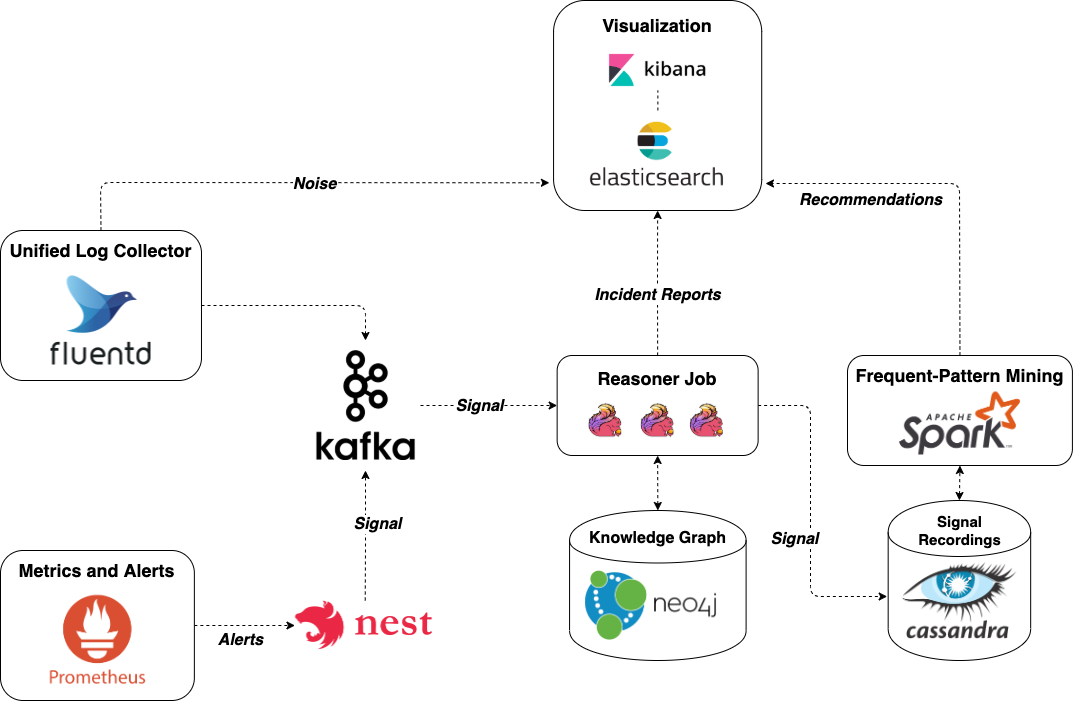 Visualization
kibana
elasticsearch
Noise
Recommendations
Unified Log Collector
fluentd
Incident Reports
kafka
Signal
Reasoner Job
Frequent-Pattern Mining
APACHE
Spark
Signal
Knowledge Graph
neo4j
Signal
Signal
Recordings
cassandra
Metrics and Alerts
Prometheus
Alerts
nest